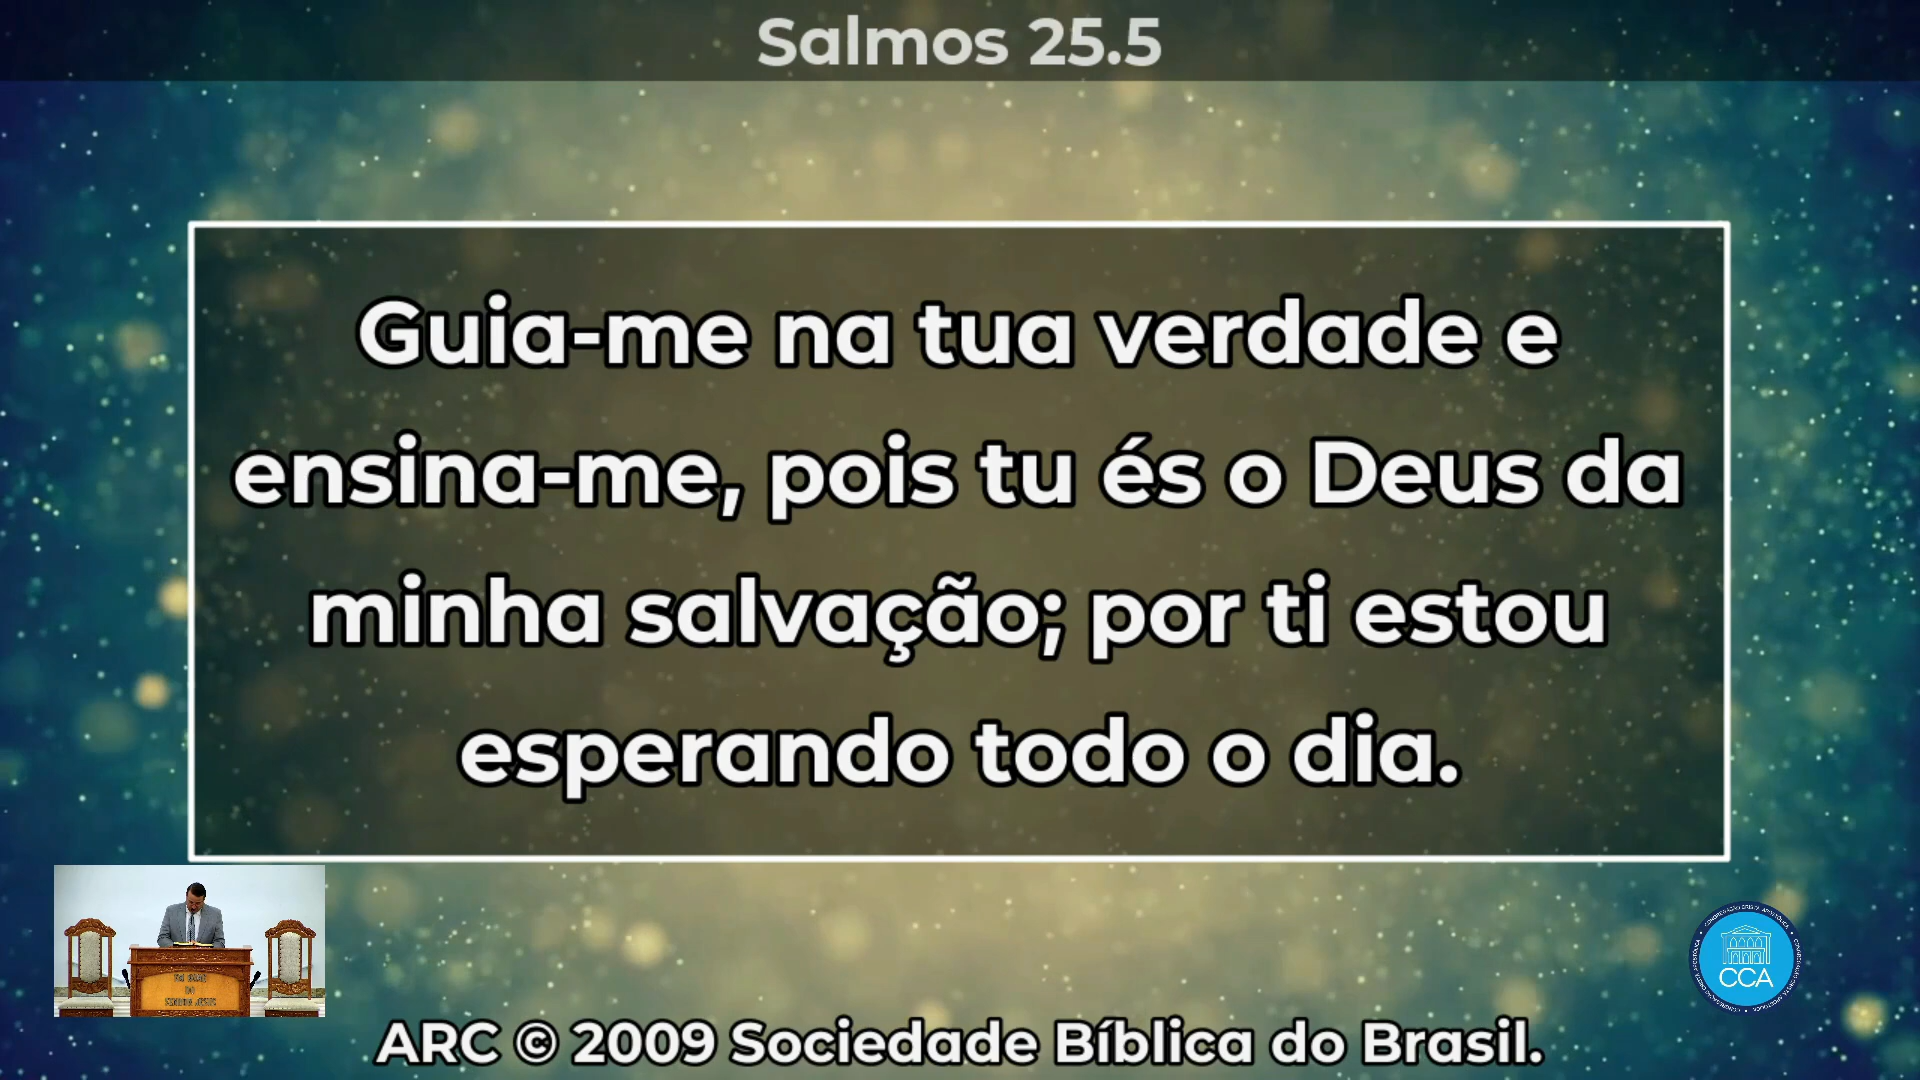 Salmos 25.5
Guia-me na tua verdade e
ensina-me, pois tu és o Deus da
minha salvação; por ti estou
esperando todo o dia.
CCA
ARC © 2009 Sociedade Bíblica do Brasil.